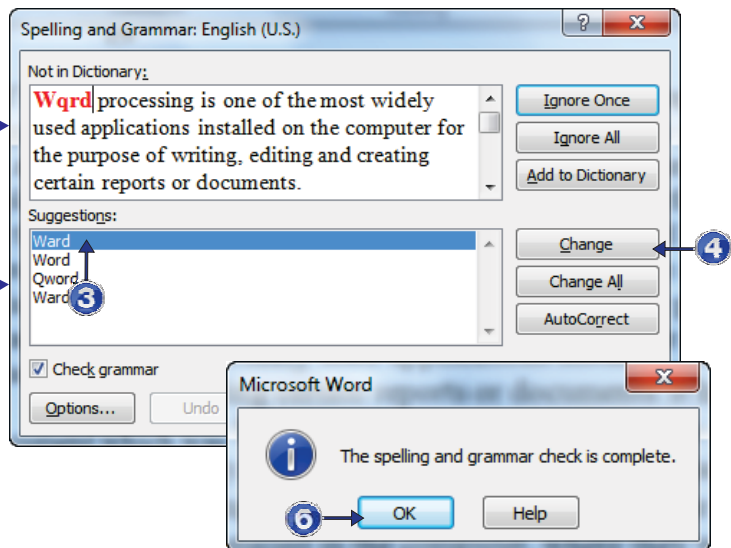 Spelling and Grammar: English (U.S.)
Not in Dictionary:
Wqrd processing is one of the most widely
used applications installed on the computer for
the purpose of writing, editing and creating
certain reports or documents.
Ignore Once
Ignore All
Add to Dictionary
Suggestions:
Ward
Word
Qword
Ward
3
Change
4
Change All
AutoCorrect
Check grammar
Options...
Undo
Microsoft Word
The spelling and grammar check is complete.
6
OK
Help